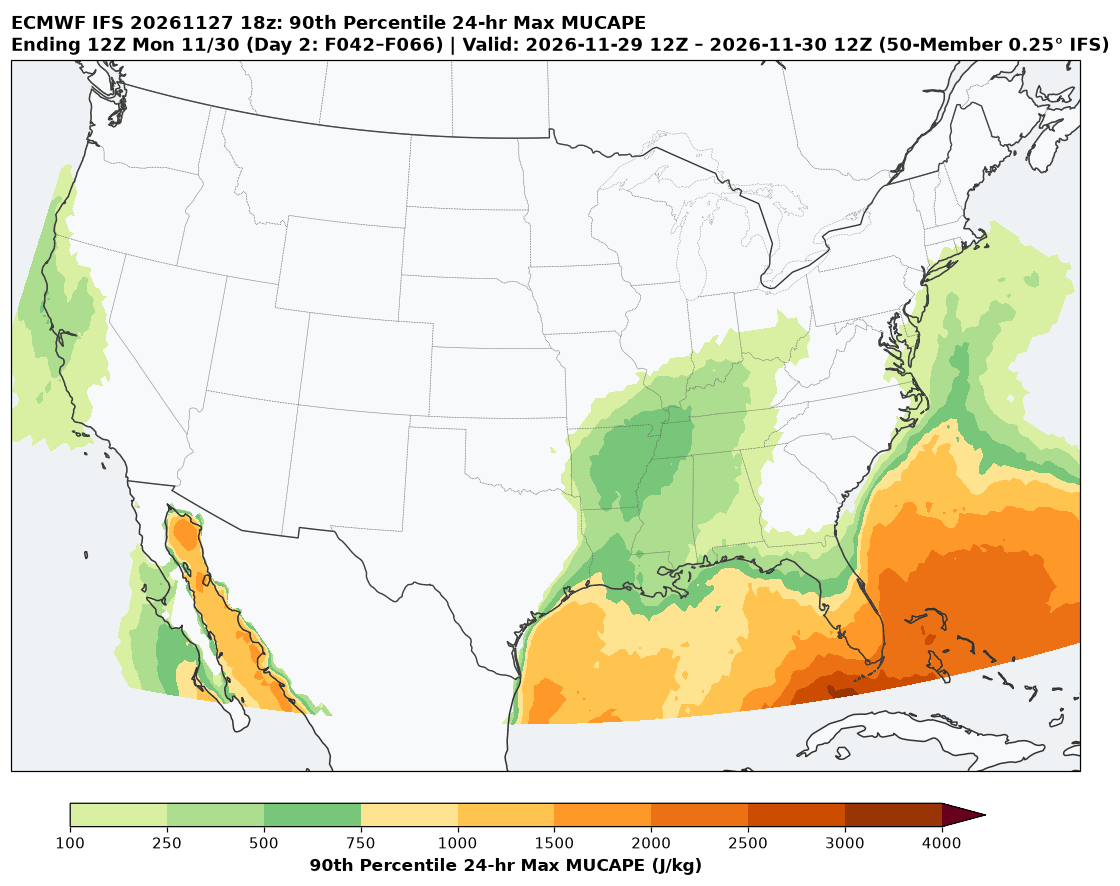 ECMWF IFS 20261127 18z: 90th Percentile 24-hr Max MUCAPE
Ending 12Z Mon 11/30 (Day 2: F042–F066) | Valid: 2026-11-29 12Z – 2026-11-30 12Z (50-Member 0.25° IFS)
100 250 500 750 1000 1500 2000 2500 3000 4000
90th Percentile 24-hr Max MUCAPE (J/kg)